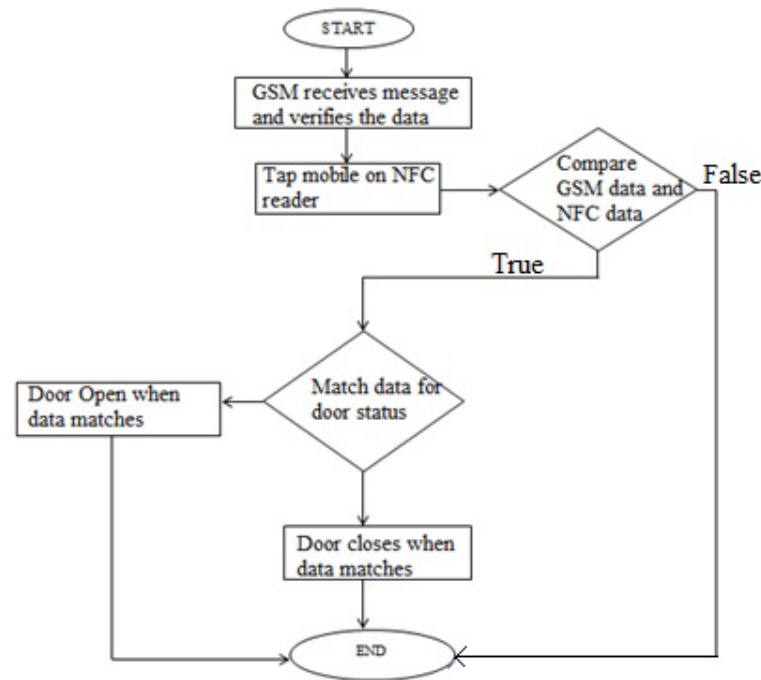 START
GSM receives message
and verifies the data
Tap mobile on NFC
reader
Compare
GSM data and
NFC data
False
True
Match data for
door status
Door Open when
data matches
Door closes when
data matches
END